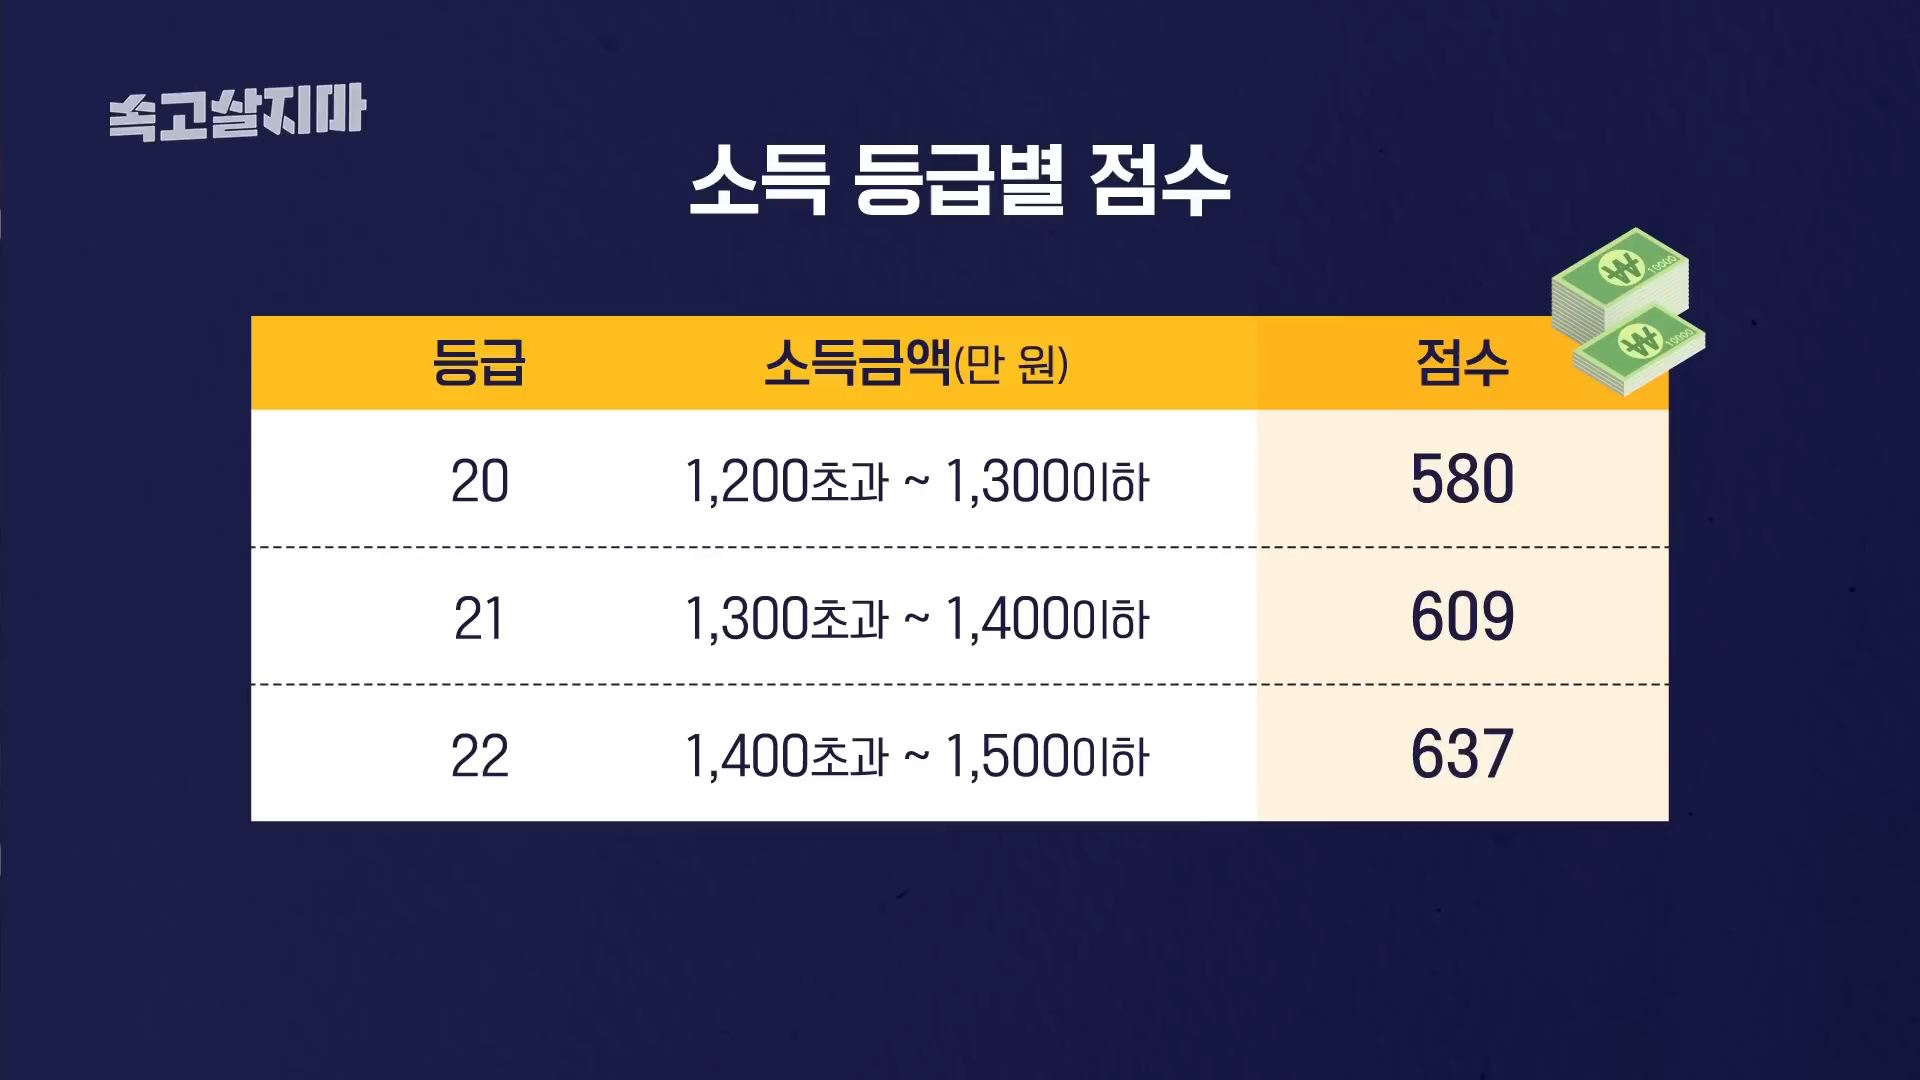 속고살지마
소득 등급별 점수
등급 소득금액(만 원) 점수
20 1,200초과 ~ 1,300이하 580
21 1,300초과 ~ 1,400이하 609
22 1,400초과 ~ 1,500이하 637
₩ 10000
₩ 10000